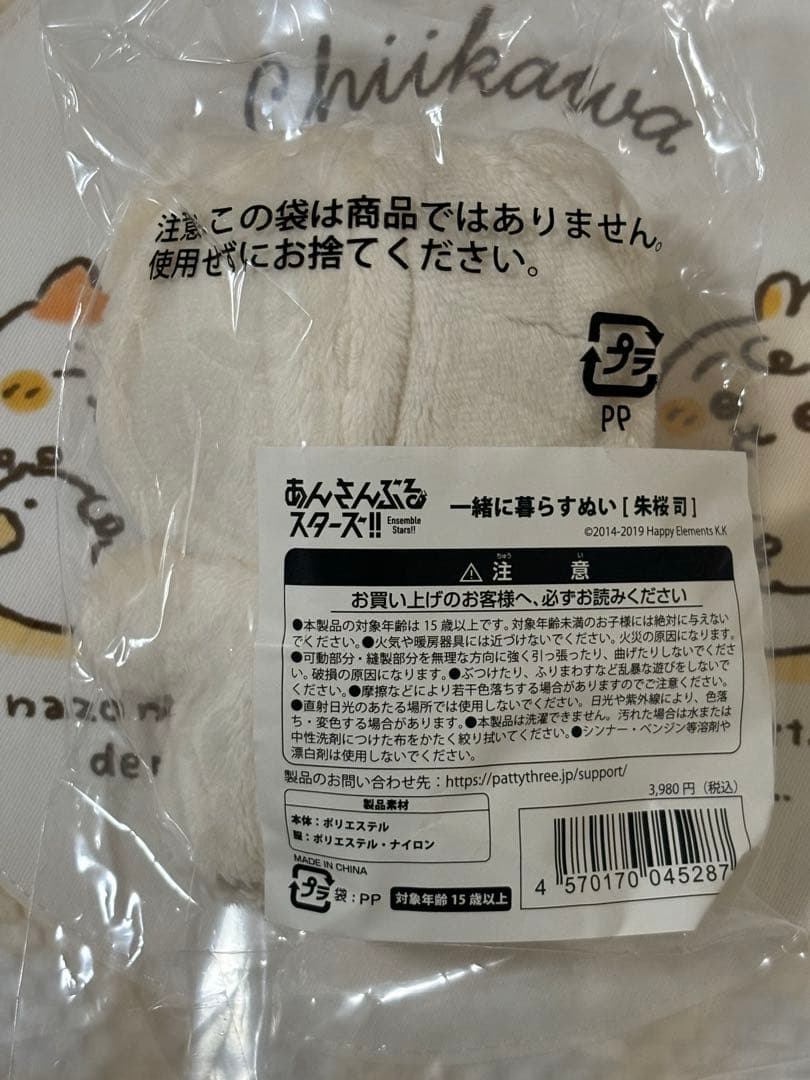 Chiikawa
注意 この袋は商品ではありません。
使用せずにお捨てください。
プラ
PP
あんさんぶる
スターズ!!
Ensemble
Stars!!
一緒に暮らすぬい [ 朱桜司 ]
©2014-2019 Happy Elements K.K
ちゅう い
⚠注 意
お買い上げのお客様へ、必ずお読みください
●本製品の対象年齢は 15 歳以上です。対象年齢未満のお子様には絶対に与えない
でください。●火気や暖房器具には近づけないでください。火災の原因になります。
●可動部分・縫製部分を無理な方向に強く引っ張ったり、曲げたりしないでくださ
い。破損の原因になります。●ぶつけたり、ふりまわすなど乱暴な遊びをしないで
ください。●摩擦などにより若干色落ちする場合がありますのでご注意ください。
●直射日光のあたる場所では使用しないでください。日光や紫外線により、色落
ち・変色する場合があります。●本製品は洗濯できません。汚れた場合は水または
中性洗剤につけた布をかたく絞り拭いてください。●シンナー・ベンジン等溶剤や
漂白剤は使用しないでください。
製品のお問い合わせ先：https://pattythree.jp/support/
3,980 円（税込）
製品素材
本体：ポリエステル
服：ポリエステル・ナイロン
MADE IN CHINA
プラ
袋：PP
対象年齢 15 歳以上
4 570170 045287
nazo n
der